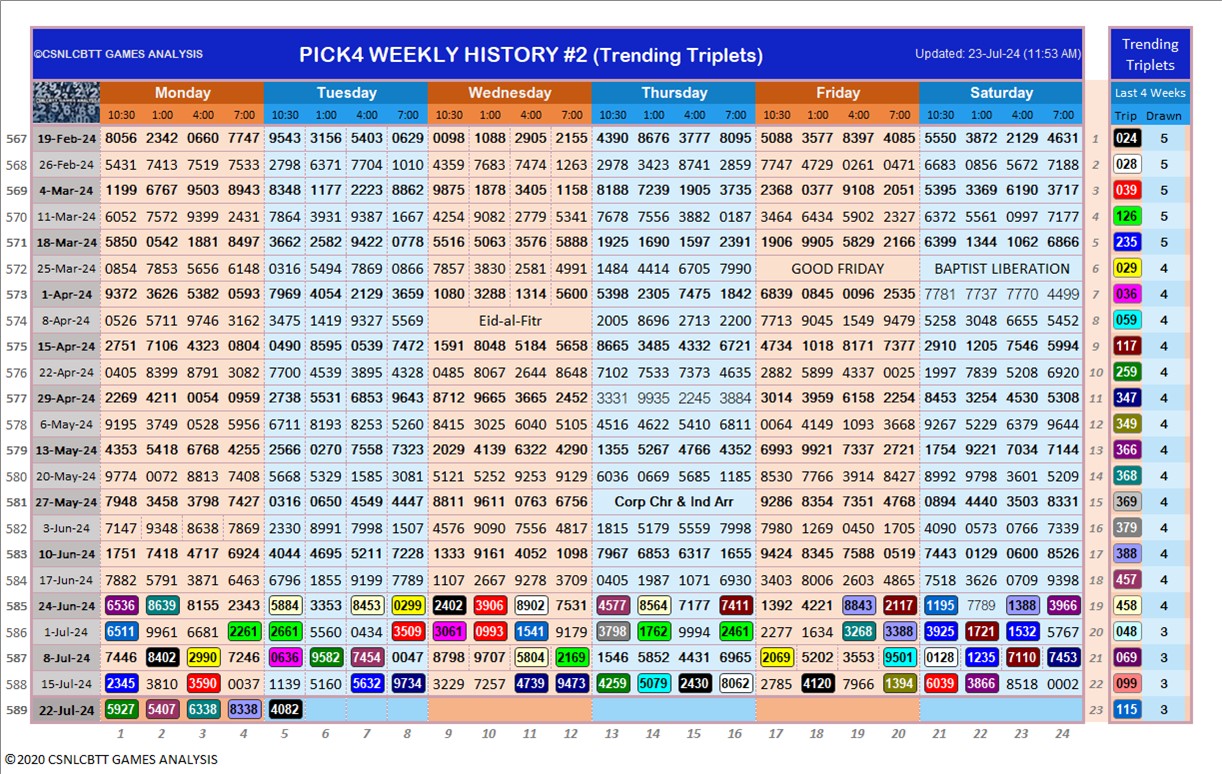 ©CSNLCBTT GAMES ANALYSIS PICK4 WEEKLY HISTORY #2 (Trending Triplets) Updated: 23-Jul-24 (11:53 AM) Trending
Triplets
Monday Tuesday Wednesday Thursday Friday Saturday Last 4 Weeks
10:30 1:00 4:00 7:00 10:30 1:00 4:00 7:00 10:30 1:00 4:00 7:00 10:30 1:00 4:00 7:00 10:30 1:00 4:00 7:00 10:30 1:00 4:00 7:00 Trip Drawn
567 19-Feb-24 8056 2342 0660 7747 9543 3156 5403 0629 0098 1088 2905 2155 4390 8676 3777 8095 5088 3577 8397 4085 5550 3872 2129 4631 1 024 5
568 26-Feb-24 5431 7413 7519 7533 2798 6371 7704 1010 4359 7683 7474 1263 2978 3423 8741 2859 7747 4729 0261 0471 6683 0856 5672 7188 2 028 5
569 4-Mar-24 1199 6767 9503 8943 8348 1177 2223 8862 9875 1878 3405 1158 8188 7239 1905 3735 2368 0377 9108 2051 5395 3369 6190 3717 3 039 5
570 11-Mar-24 6052 7572 9399 2431 7864 3931 9387 1667 4254 9082 2779 5341 7678 7556 3882 0187 3464 6434 5902 2327 6372 5561 0997 7177 4 126 5
571 18-Mar-24 5850 0542 1881 8497 3662 2582 9422 0778 5516 5063 3576 5888 1925 1690 1597 2391 1906 9905 5829 2166 6399 1344 1062 6866 5 235 5
572 25-Mar-24 0854 7853 5656 6148 0316 5494 7869 0866 7857 3830 2581 4991 1484 4414 6705 7990 GOOD FRIDAY BAPTIST LIBERATION 6 029 4
573 1-Apr-24 9372 3626 5382 0593 7969 4054 2129 3659 1080 3288 1314 5600 5398 2305 7475 1842 6839 0845 0096 2535 7781 7737 7770 4499 7 036 4
574 8-Apr-24 0526 5711 9746 3162 3475 1419 9327 5569 Eid-al-Fitr 2005 8696 2713 2200 7713 9045 1549 9479 5258 3048 6655 5452 8 059 4
575 15-Apr-24 2751 7106 4323 0804 0490 8595 0539 7472 1591 8048 5184 5658 8665 3485 4332 6721 4734 1018 8171 7377 2910 1205 7546 5994 9 117 4
576 22-Apr-24 0405 8399 8791 3082 7700 4539 3895 4328 0485 8067 2644 8648 7102 7533 7373 4635 2882 5899 4337 0025 1997 7839 5208 6920 10 259 4
577 29-Apr-24 2269 4211 0054 0959 2738 5531 6853 9643 8712 9665 3665 2452 3331 9935 2245 3884 3014 3959 6158 2254 8453 3254 4530 5308 11 347 4
578 6-May-24 9195 3749 0528 5956 6711 8193 8253 5260 8415 3025 6040 5105 4516 4622 5410 6811 0064 4149 1093 3668 9267 5229 6379 9644 12 349 4
579 13-May-24 4353 5418 6768 4255 2566 0270 7558 7323 2029 4139 6322 4290 1355 5267 4766 4352 6993 9921 7337 2721 1754 9221 7034 7144 13 366 4
580 20-May-24 9774 0072 8813 7408 5668 5329 1585 3081 9121 5252 9253 9129 6036 0669 5685 1185 8530 7766 3914 8427 8992 9798 3601 5209 14 368 4
581 27-May-24 7948 3458 3798 7427 0316 0650 4549 4447 9311 9611 0763 6756 Corp Chr & Ind Arr 9286 8354 7351 4768 0894 4440 3503 8331 15 369 4
582 3-Jun-24 7147 9348 8638 7869 2330 8991 7998 1507 4576 9090 7556 4817 1815 5179 5559 7998 7980 1269 0450 1705 4090 0573 0766 7339 16 379 4
583 10-Jun-24 1751 7418 4717 6924 4044 4695 5211 7228 1333 9161 4052 1098 7967 6853 6317 1655 9424 8345 7588 0519 7443 0129 0600 8526 17 388 4
584 17-Jun-24 7882 5791 3871 6463 6796 1855 9199 7789 1107 2667 9278 3709 0405 1987 1071 6930 3403 8006 2603 4865 7518 3626 0709 9398 18 457 4
585 24-Jun-24 6536 8639 8155 2343 5884 3353 8453 0299 2402 3906 8902 7531 4577 8564 7177 7411 1392 4221 8843 2117 1195 7789 1388 3966 19 458 4
586 1-Jul-24 6511 9961 6681 2261 2661 5560 0434 3509 3061 0993 1541 9179 3798 1762 9994 2461 2277 1634 3268 3388 3925 1721 1532 5767 20 048 3
587 8-Jul-24 7446 8402 2990 7246 0636 9582 7454 0047 8798 9707 5804 2169 1546 5852 4431 6965 2069 5202 3553 9501 0128 1235 7110 7453 21 069 3
588 15-Jul-24 2345 3810 3590 0037 1139 5160 5632 9734 3229 7257 4739 9473 4259 5079 2430 8062 2785 4120 7966 1394 6039 3866 8518 0002 22 099 3
589 22-Jul-24 5927 5407 6338 8338 4082 23 115 3
1 2 3 4 5 6 7 8 9 10 11 12 13 14 15 16 17 18 19 20 21 22 23 24
©2020 CSNLCBTT GAMES ANALYSIS